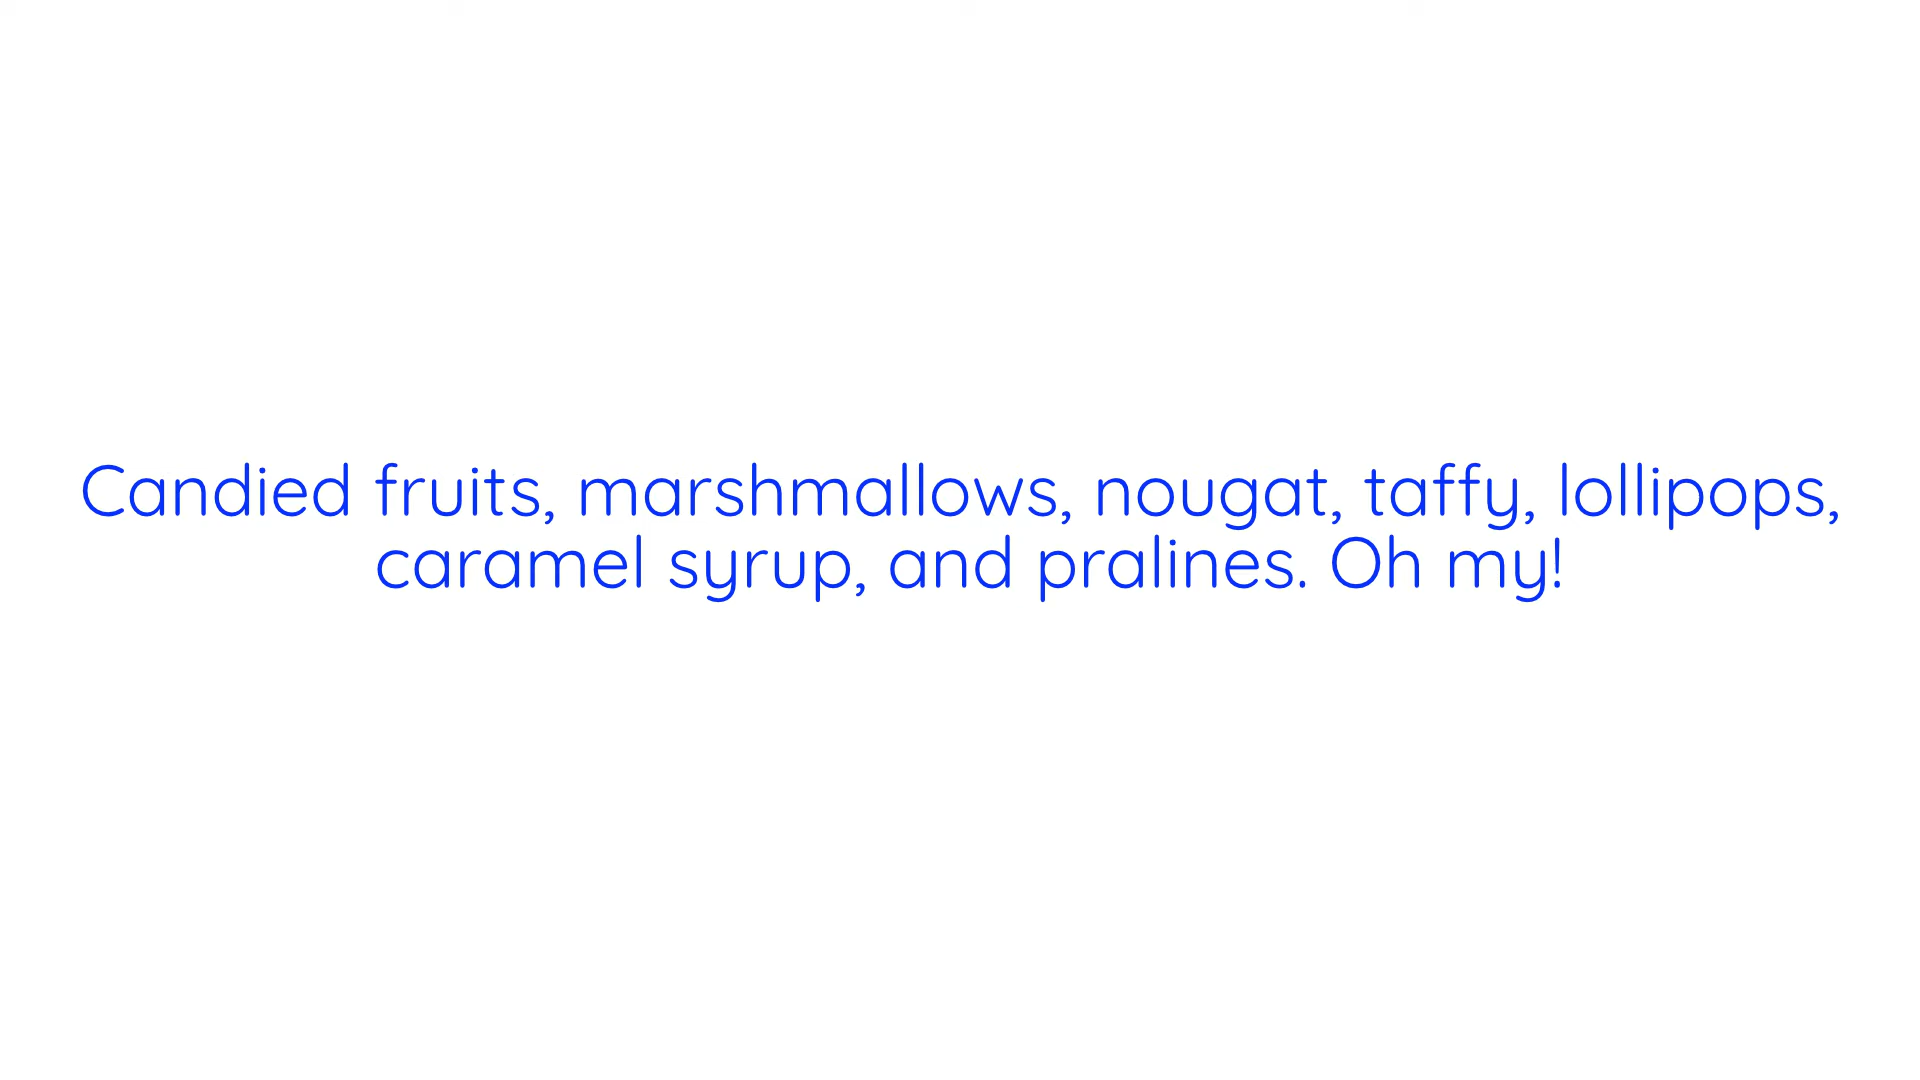 Candied fruits, marshmallows, nougat, taffy, lollipops,
caramel syrup, and pralines. Oh my!